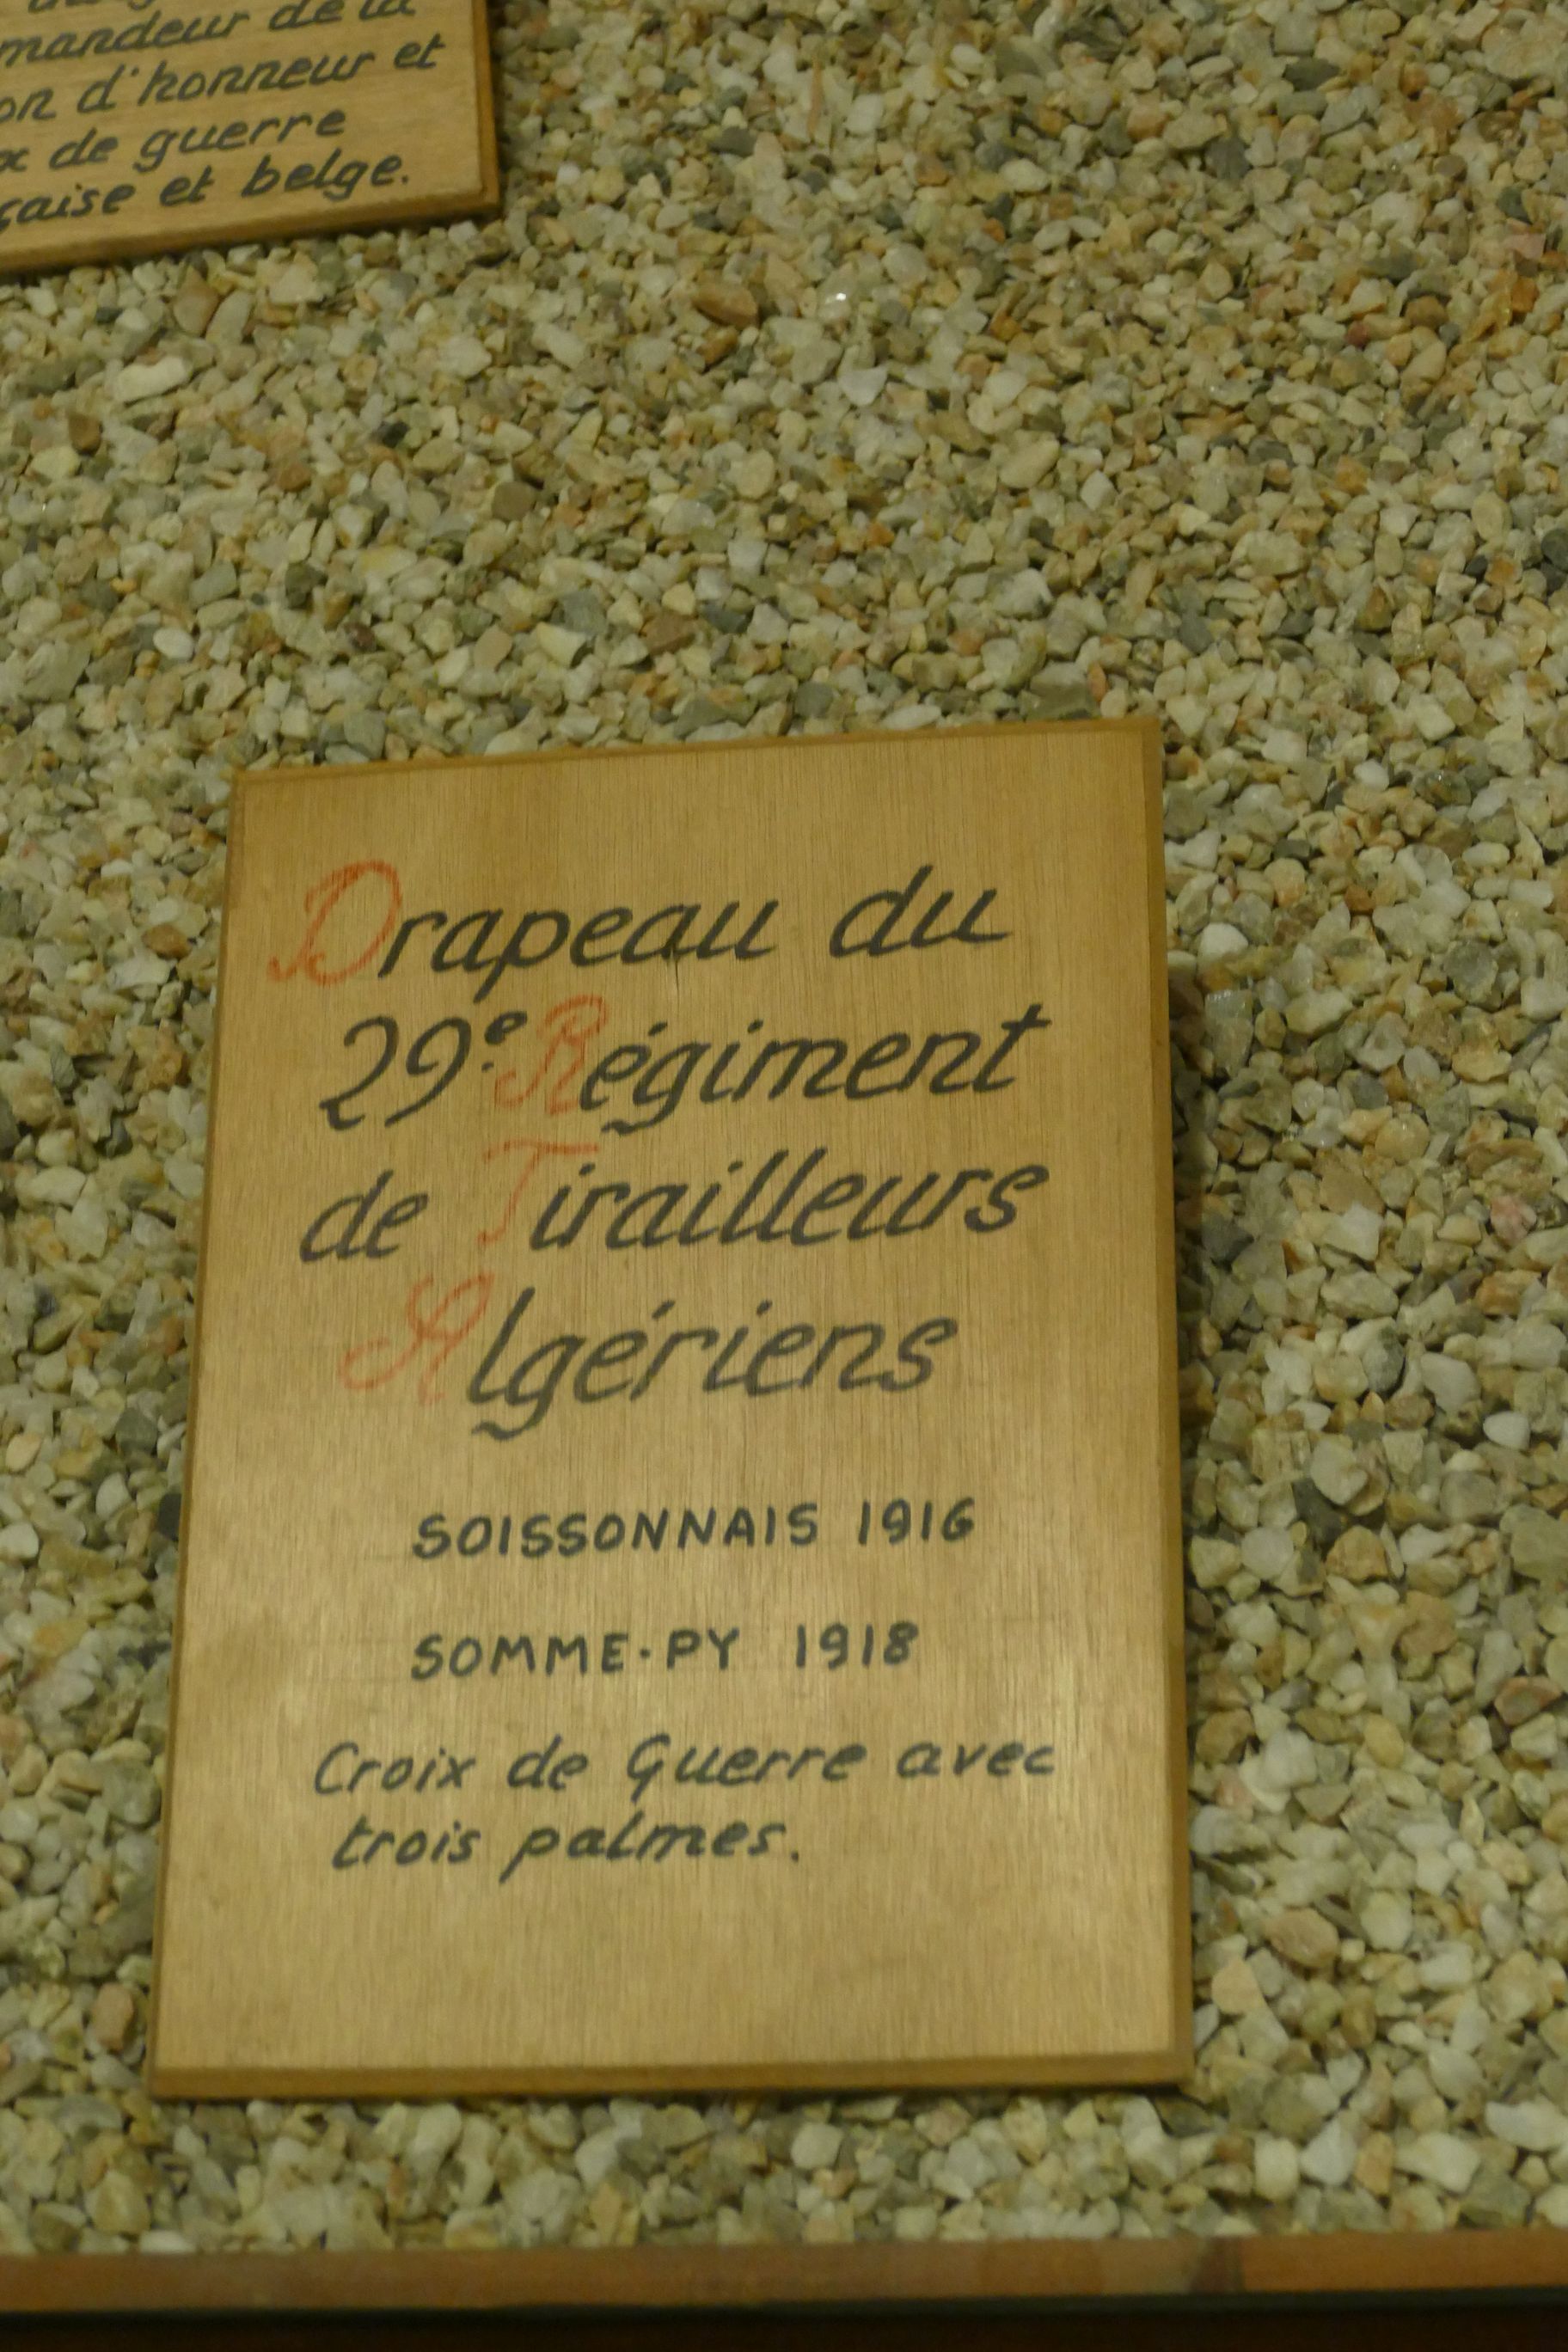 mandeur de la
on d'honneur et
de guerre
çaise et belge.
Drapeau du
29e Régiment
de Tirailleurs
Algériens
SOISSONNAIS 1916
SOMME-PY 1918
Croix de Guerre avec
trois palmes.